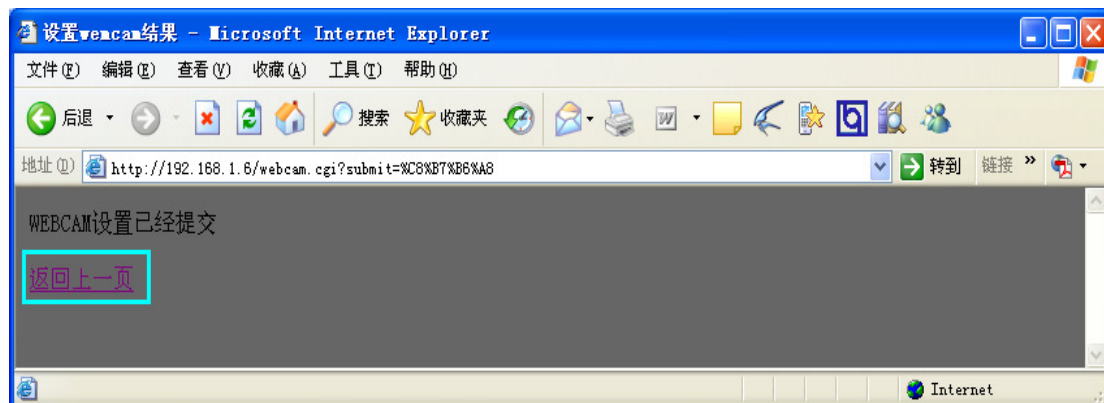 设置wemcam结果 - Microsoft Internet Explorer
文件(F) 编辑(E) 查看(V) 收藏(A) 工具(T) 帮助(H)
后退 搜索 收藏夹
地址(D) http://192.168.1.6/webcam.cgi?submit=%C8%B7%B6%A8 转到 链接 »
WEBCAM设置已经提交
返回上一页
Internet